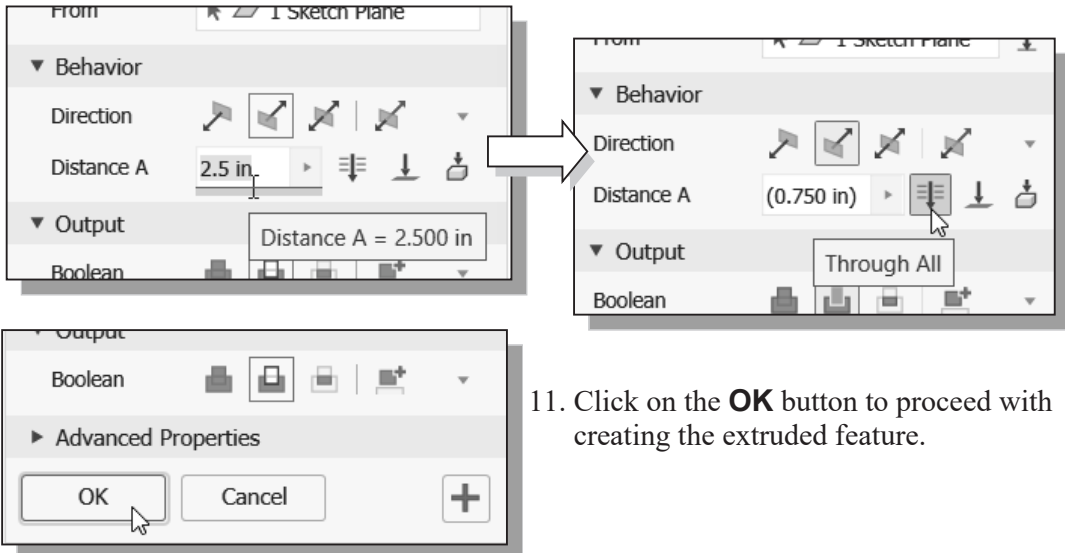 From
1 Sketch Plane
Behavior
Direction
Distance A
2.5 in
Output
Distance A = 2.500 in
Boolean
From
1 Sketch Plane
Behavior
Direction
Distance A
(0.750 in)
Output
Through All
Boolean
Output
Boolean
Advanced Properties
OK
Cancel
11. Click on the OK button to proceed with
creating the extruded feature.